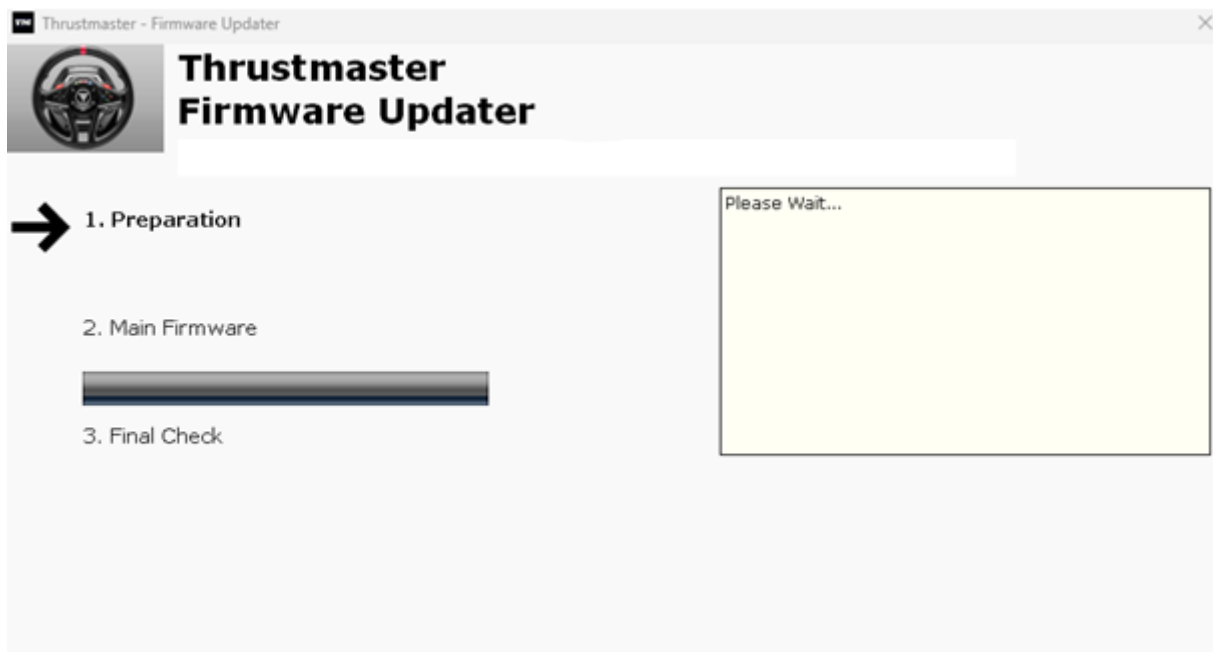 Thrustmaster - Firmware Updater
Thrustmaster
Firmware Updater
1. Preparation
Please Wait...
2. Main Firmware
3. Final Check